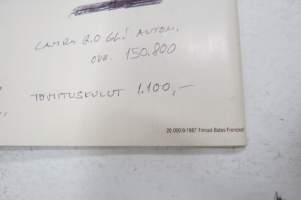 CAMRY 2.0 GLi AUTOM.
OVH. 150.800
TOIMITUSKULUT 1.100,–
20.000/9-1987 Finnad-Bates/Frenckell